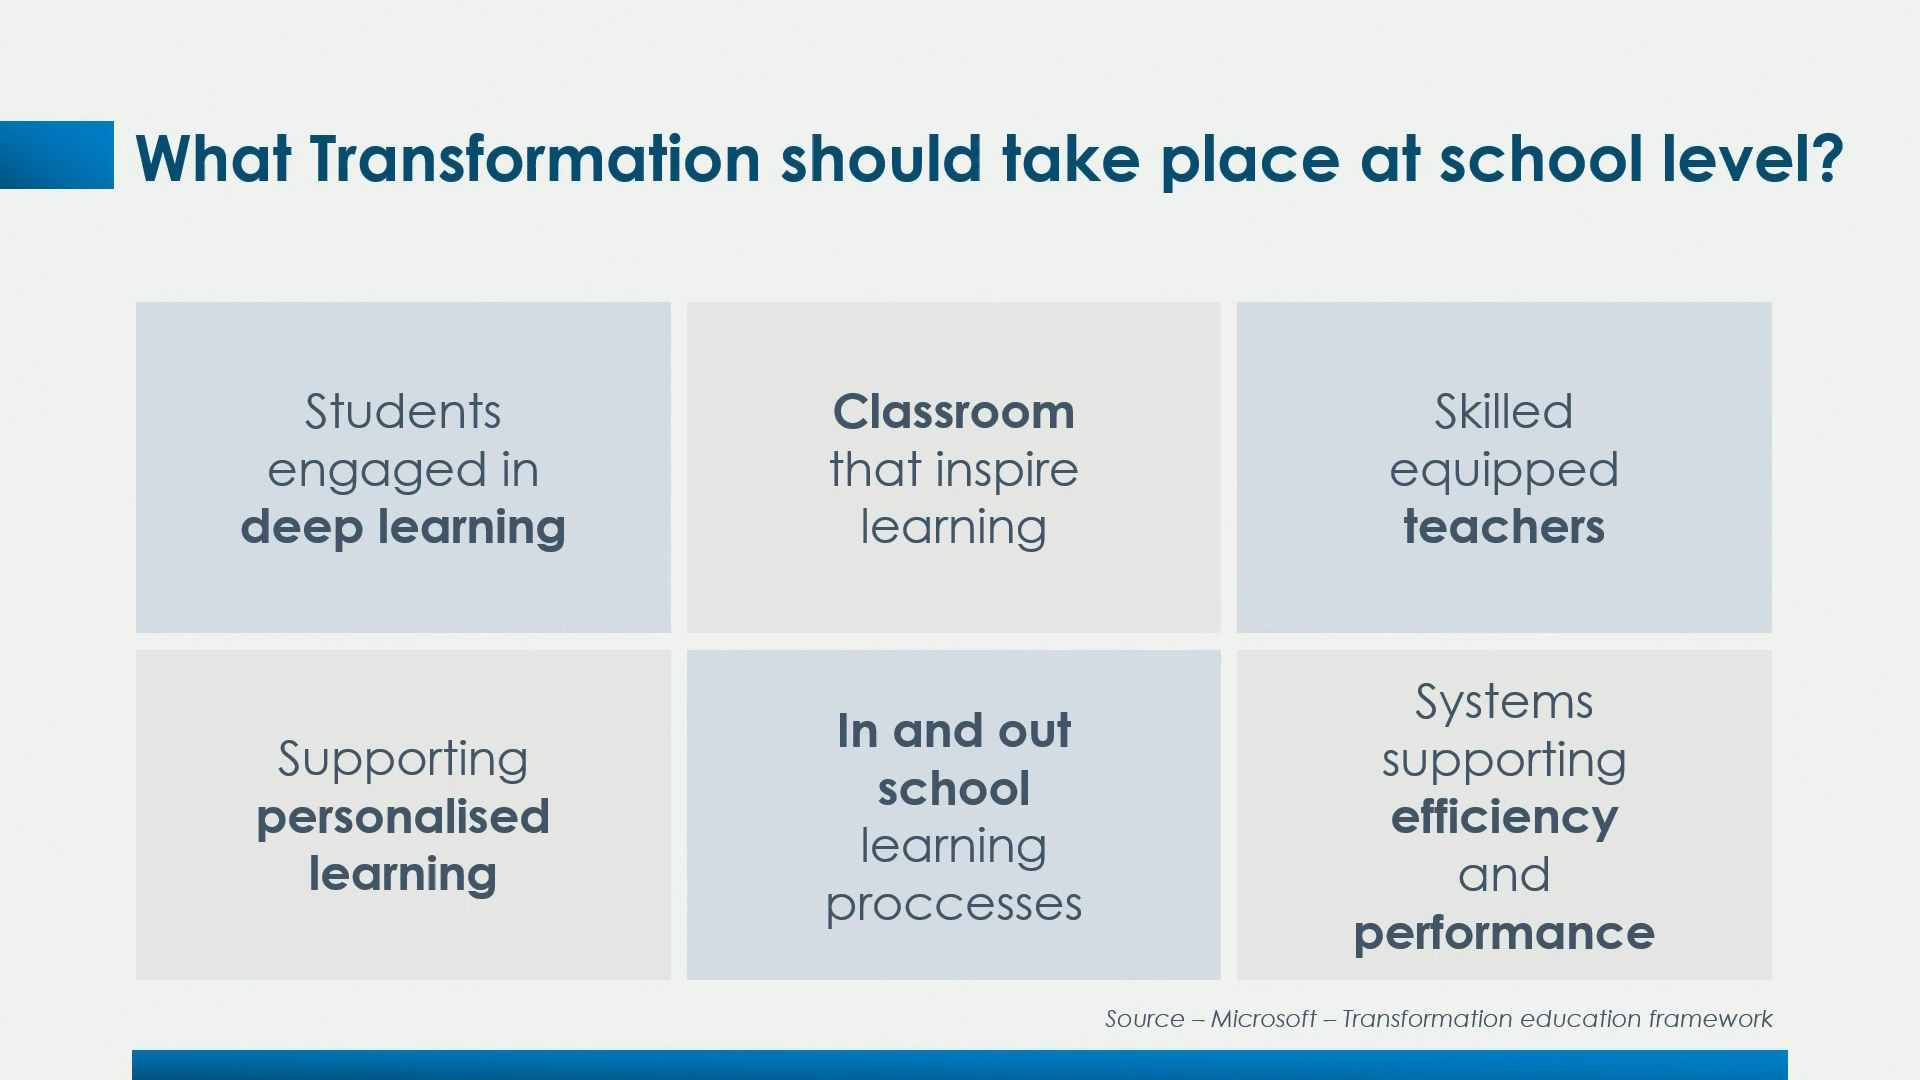 What Transformation should take place at school level?
Students
engaged in
deep learning
Classroom
that inspire
learning
Skilled
equipped
teachers
Supporting
personalised
learning
In and out
school
learning
proccesses
Systems
supporting
efficiency
and
performance
Source – Microsoft – Transformation education framework